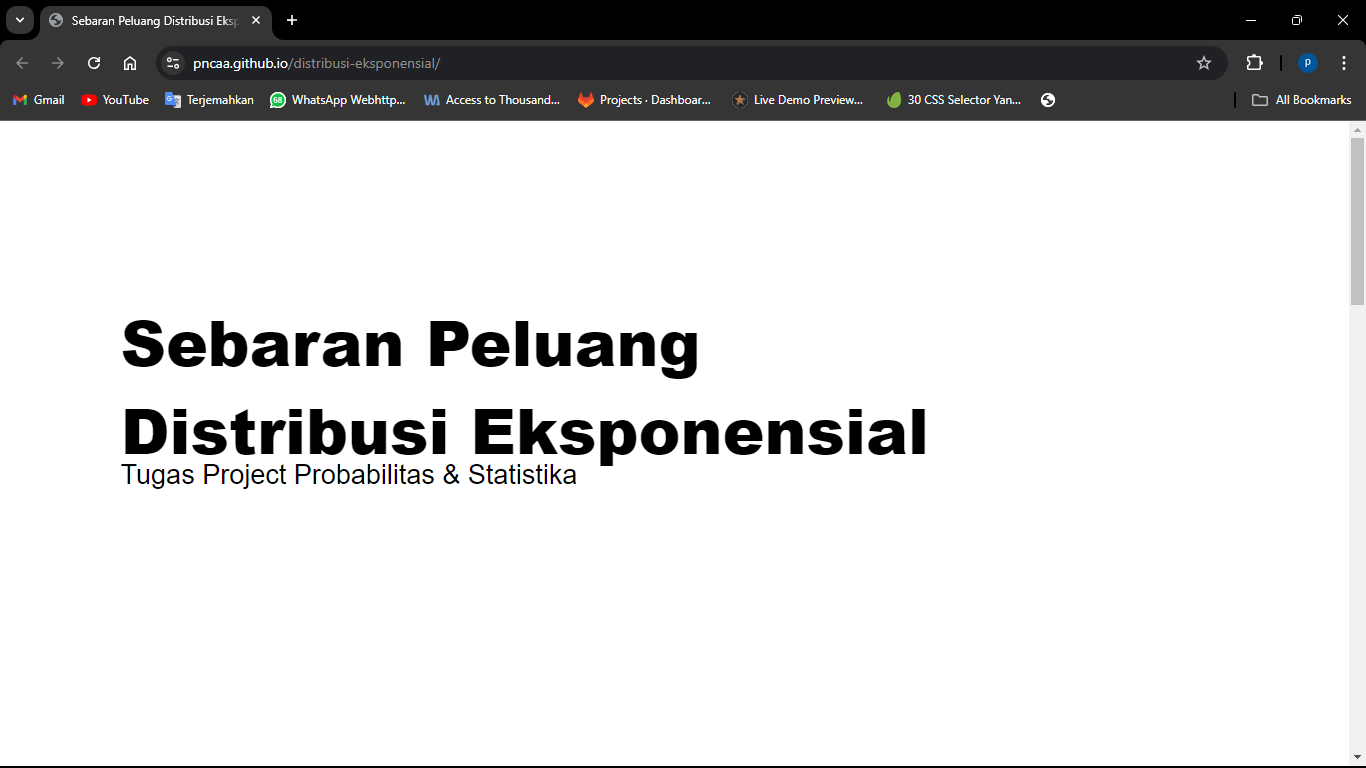 Sebaran Peluang Distribusi Eksp
pncaa.github.io/distribusi-eksponensial/
P
Gmail
YouTube
Terjemahkan
68
WhatsApp Webhttp...
Access to Thousand...
Projects · Dashboar...
Live Demo Preview...
30 CSS Selector Yan...
All Bookmarks
Sebaran Peluang
Distribusi Eksponensial
Tugas Project Probabilitas & Statistika